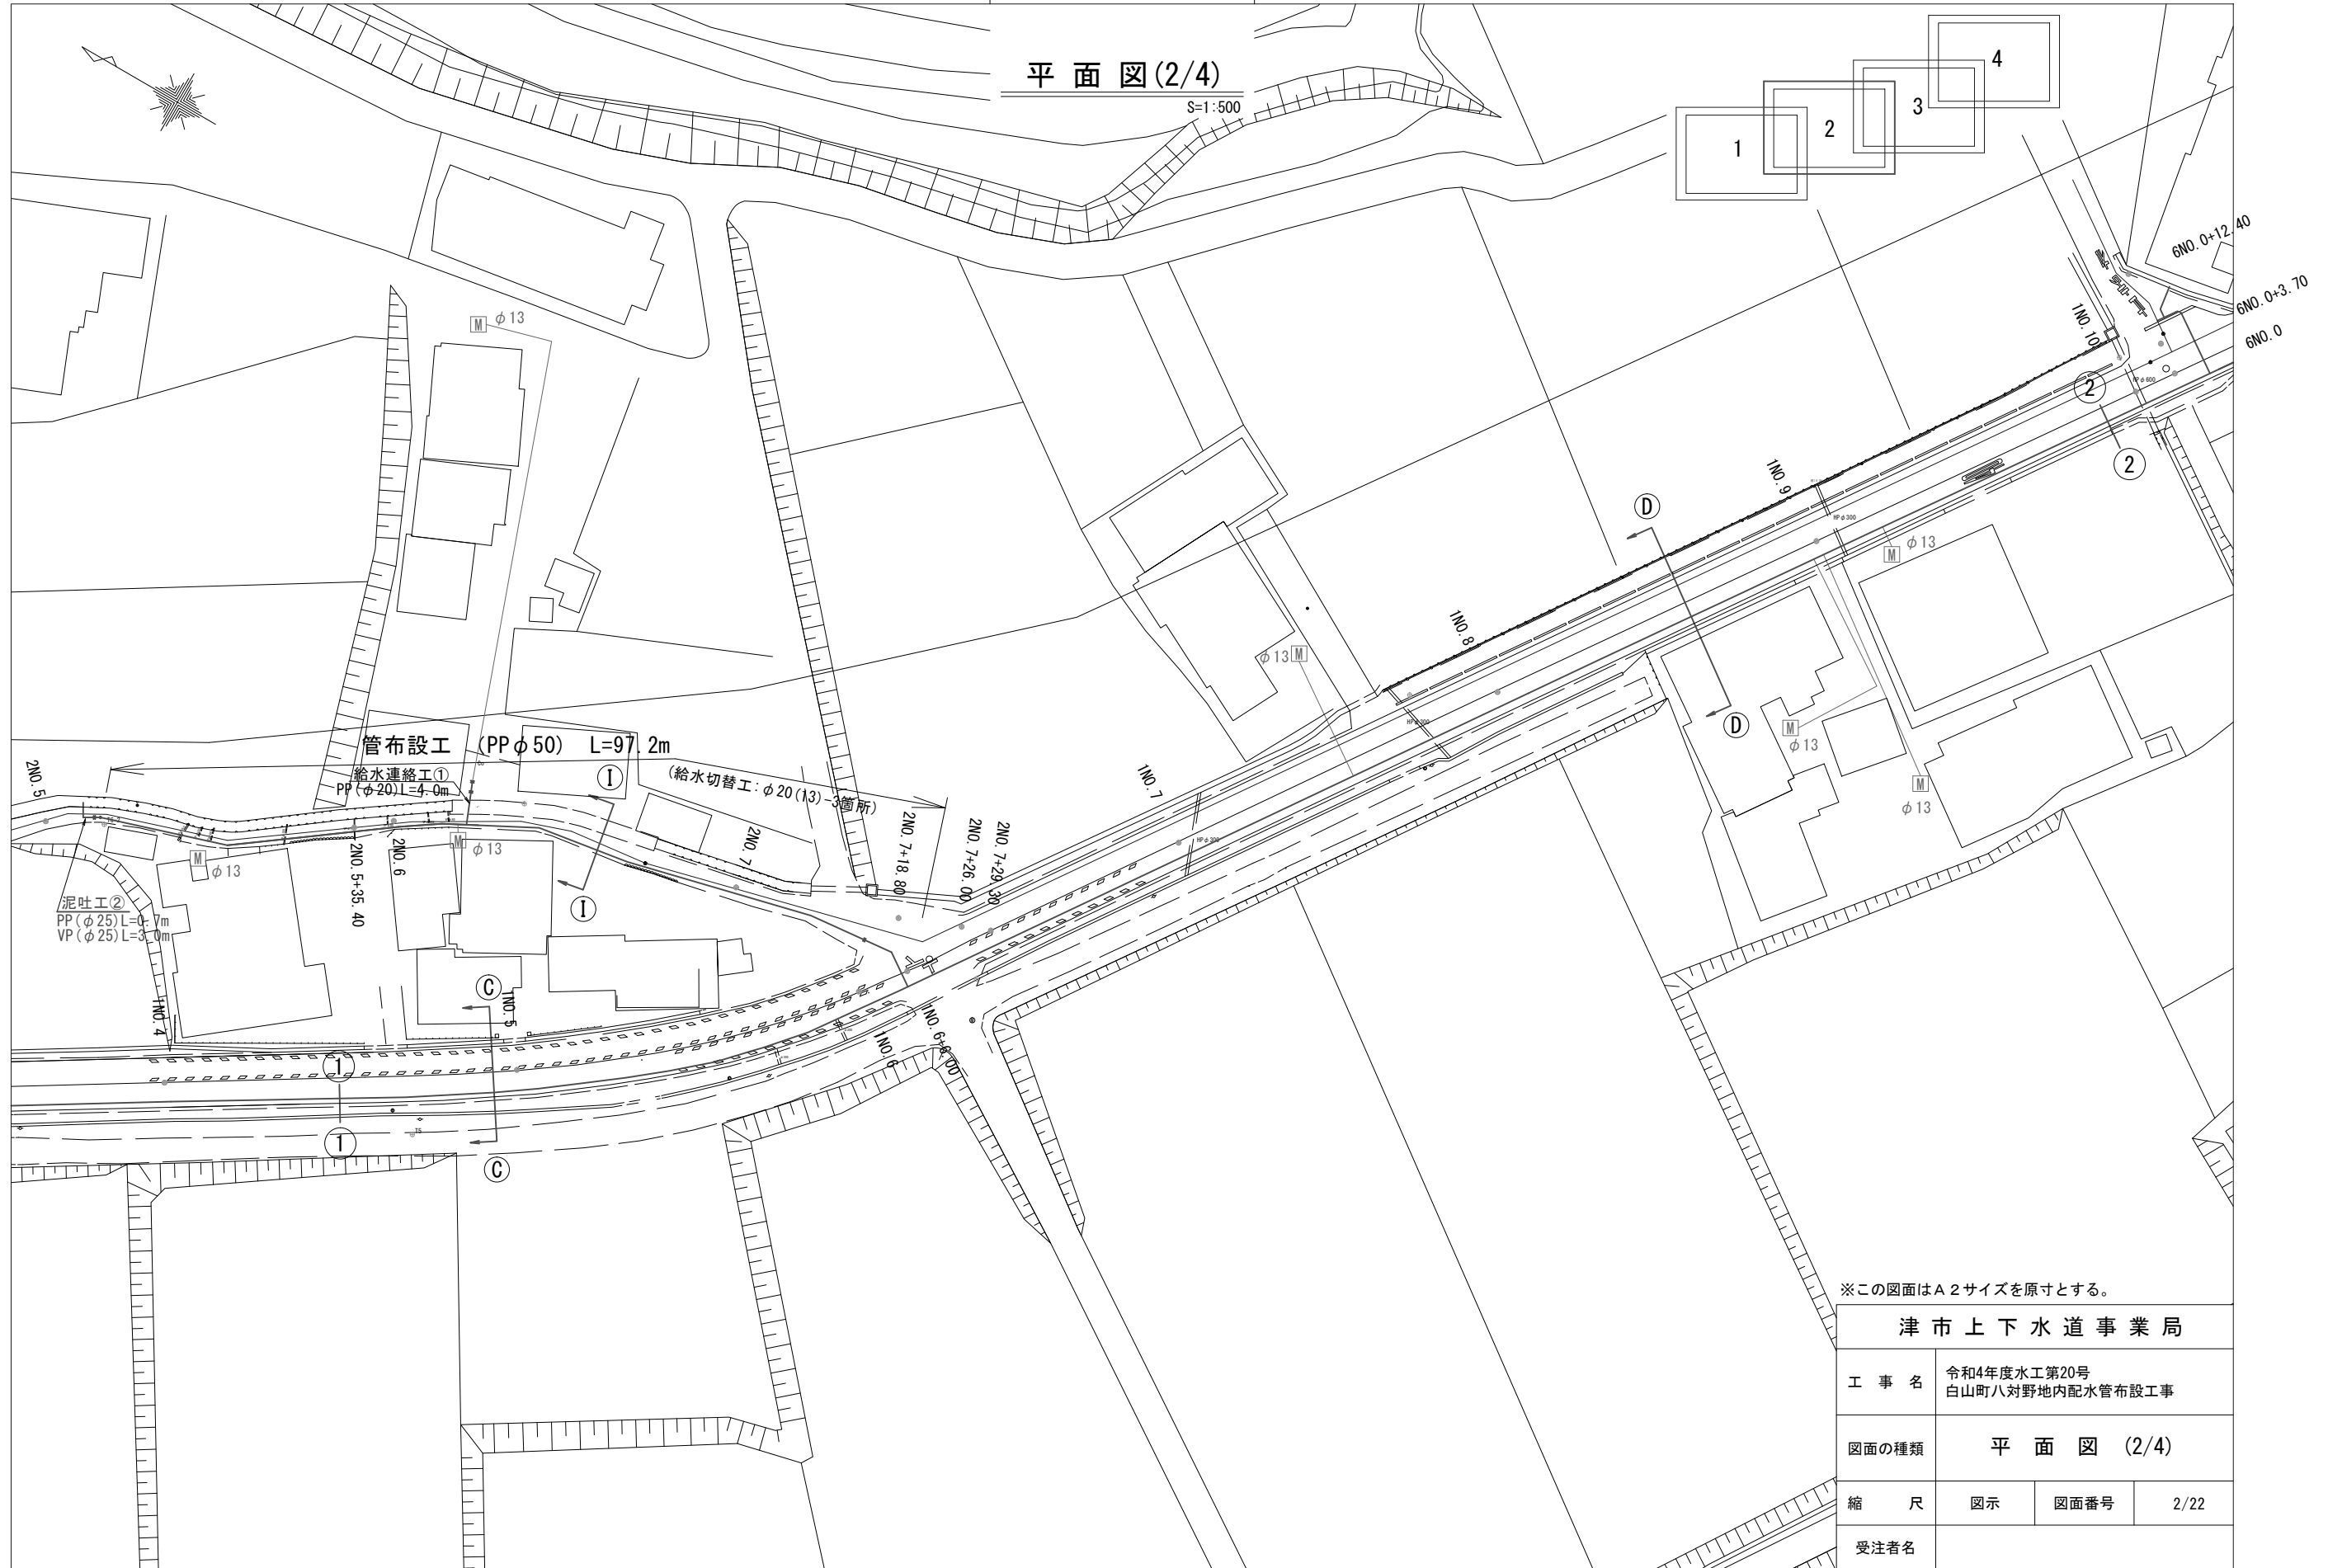 平 面 図(2/4)
S=1:500
1
2
3
4
6NO.0+12.40
6NO.0+3.70
6NO.0
1NO.10
HPφ600
2
2
1NO.9
HPφ300
D
D
M φ13
M φ13
M φ13
M φ13
φ13 M
1NO.8
HPφ300
1NO.7
HPφ300
管布設工 (PPφ50) L=97.2m
給水連絡工①
PP(φ20)L=4.0m
(給水切替工:φ20(13)-3箇所)
I
I
2NO.5
2NO.5+35.40
2NO.6
2NO.7
2NO.7+18.80
2NO.7+26.00
2NO.7+29.30
M φ13
M φ13
泥吐工②
PP(φ25)L=0.7m
VP(φ25)L=3.0m
1NO.4
1NO.5
1NO.6
1NO.6+6.00
C
C
1
1
TS
※この図面はA2サイズを原寸とする。
津市上下水道事業局
工 事 名
令和4年度水工第20号
白山町八対野地内配水管布設工事
図面の種類
平 面 図 (2/4)
縮 尺
図示
図面番号
2/22
受注者名